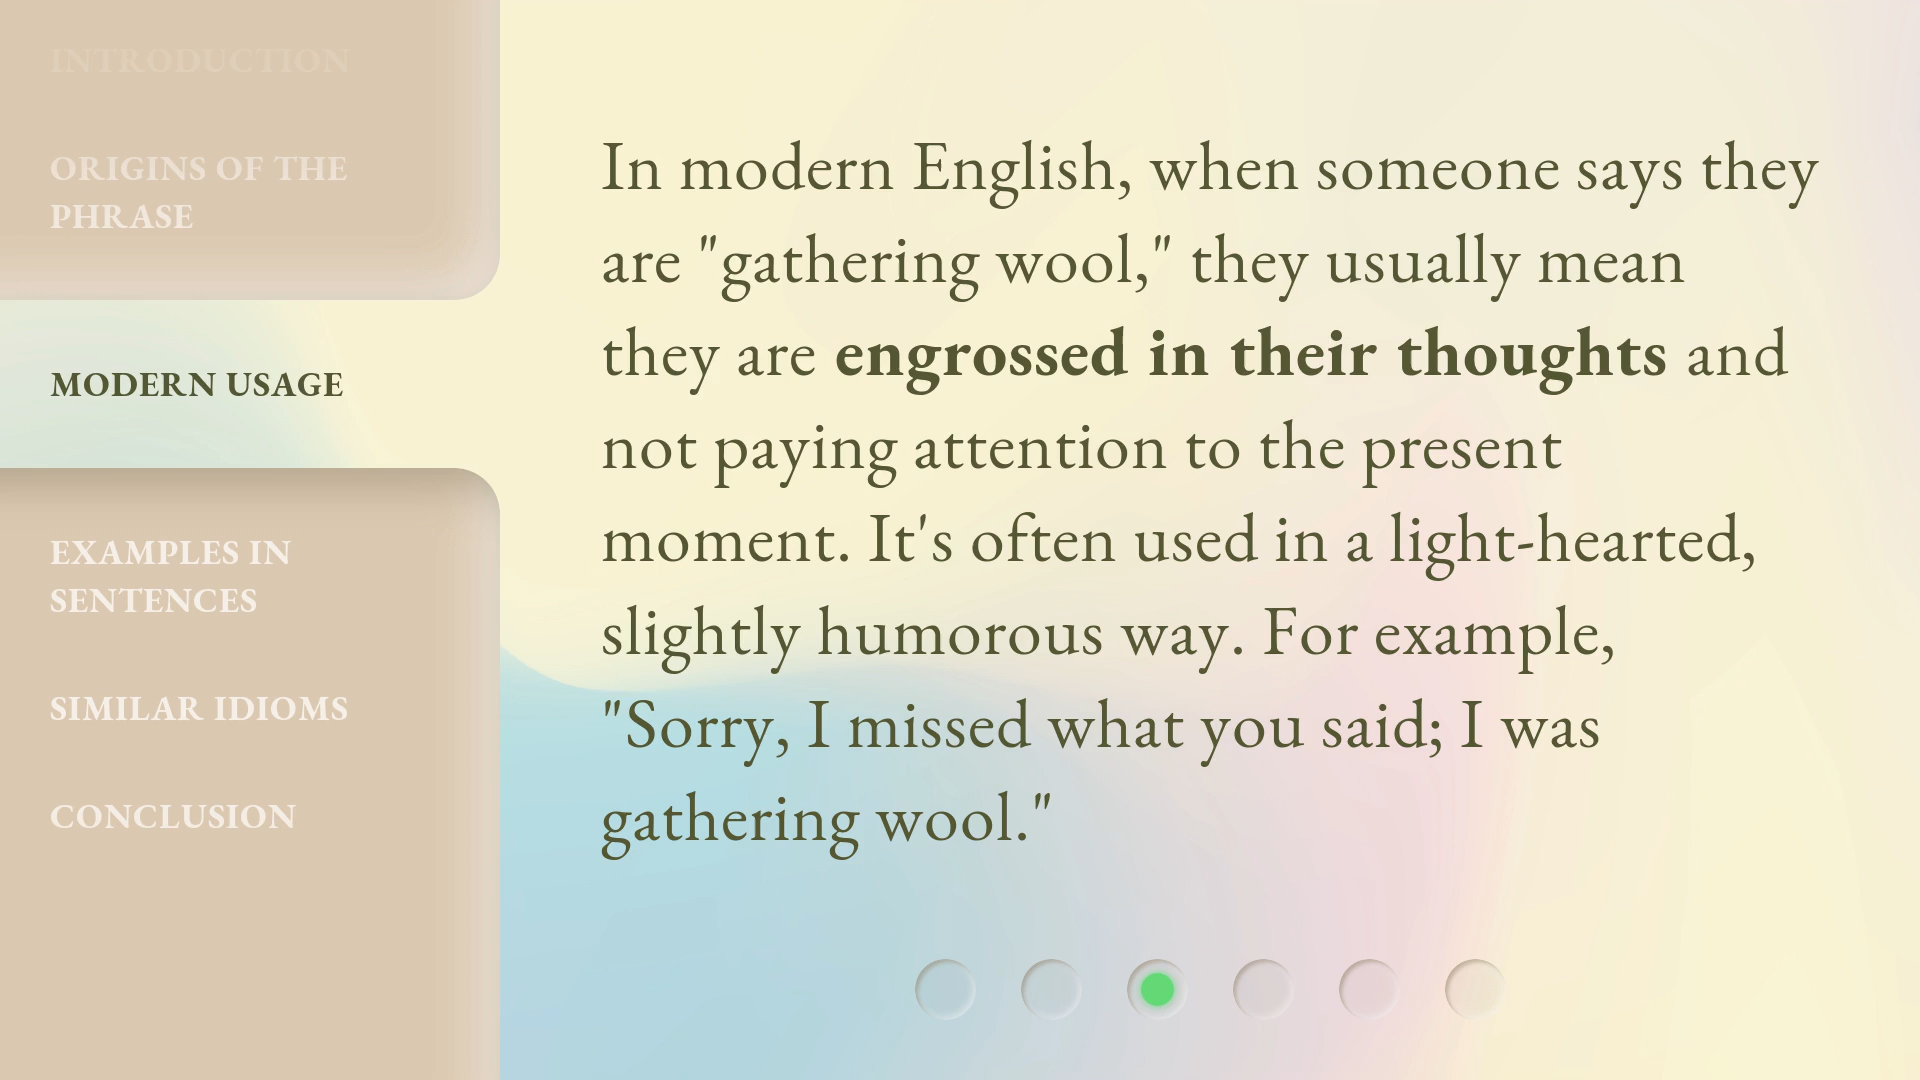 INTRODUCTION
ORIGINS OF THE
PHRASE
MODERN USAGE
EXAMPLES IN
SENTENCES
SIMILAR IDIOMS
CONCLUSION
In modern English, when someone says they
are "gathering wool," they usually mean
they are engrossed in their thoughts and
not paying attention to the present
moment. It's often used in a light-hearted,
slightly humorous way. For example,
"Sorry, I missed what you said; I was
gathering wool."